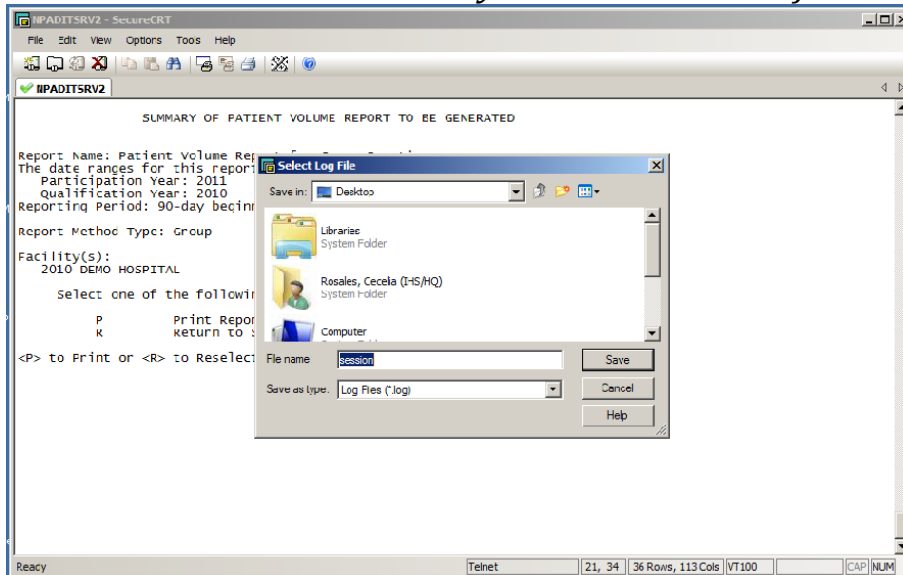 NPADITSRV2 - SecureCRT
File Edit View Options Tools Help
NPADITSRV2
SUMMARY OF PATIENT VOLUME REPORT TO BE GENERATED
Report Name: Patient Volume Rep
The date ranges for this report
Participation Year: 2011
Qualification Year: 2010
Reporting Period: 90-day beginn
Report Method Type: Group
Facility(s):
2010 DEMO HOSPITAL
Select one of the followin
P Print Repor
R Return to S
<P> to Print or <R> to Reselect
Select Log File
Save in: Desktop
Libraries
System Folder
Rosales, Cecelia (IHS/HQ)
System Folder
Computer
File name session Save
Save as type: Log Files (*.log) Cancel
Help
Ready Telnet 21, 34 36 Rows, 113 Cols VT100 CAP NUM